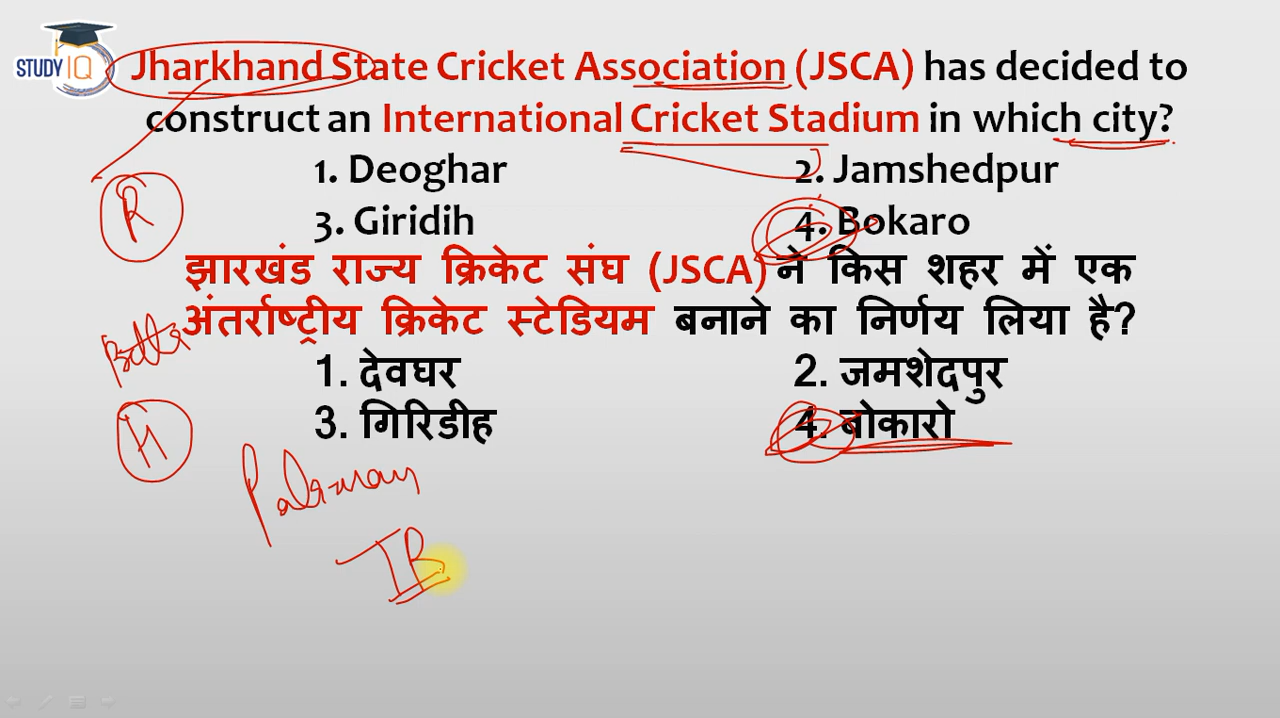 STUDY IQ
Jharkhand State Cricket Association (JSCA) has decided to
construct an International Cricket Stadium in which city?
1. Deoghar 2. Jamshedpur
3. Giridih 4. Bokaro
झारखंड राज्य क्रिकेट संघ (JSCA) ने किस शहर में एक
अंतर्राष्ट्रीय क्रिकेट स्टेडियम बनाने का निर्णय लिया है?
1. देवघर 2. जमशेदपुर
3. गिरिडीह 4. बोकारो
R
H